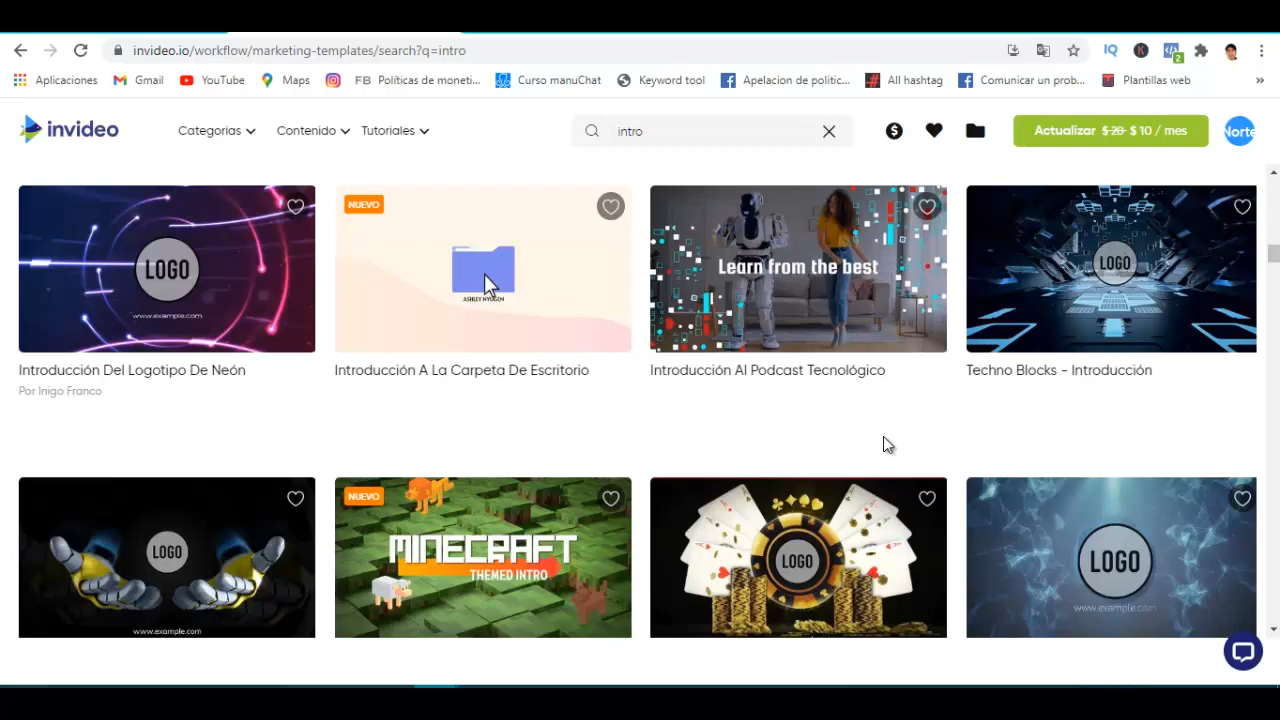 invideo.io/workflow/marketing-templates/search?q=intro
Aplicaciones
Gmail
YouTube
Maps
FB Políticas de moneti...
Curso manuChat
Keyword tool
Apelacion de politic...
All hashtag
Comunicar un prob...
Plantillas web
»
invideo
Categorias
Contenido
Tutoriales
intro
Actualizar $ 20 $ 10 / mes
Norte
LOGO
www.example.com
NUEVO
ASHLEY NYUGEN
Learn from the best
LOGO
Introducción Del Logotipo De Neón
Introducción A La Carpeta De Escritorio
Introducción Al Podcast Tecnológico
Techno Blocks - Introducción
Por Inigo Franco
LOGO
www.example.com
NUEVO
MINECRAFT
THEMED INTRO
LOGO
LOGO
www.example.com